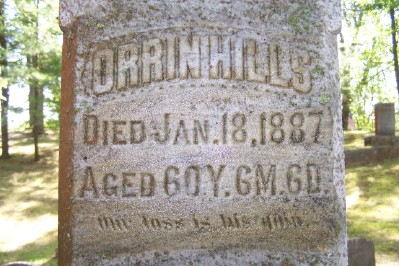 ORRIN HILLS
DIED JAN. 18, 1887
AGED 60Y. 6M. 6D.
Our loss is his gain.